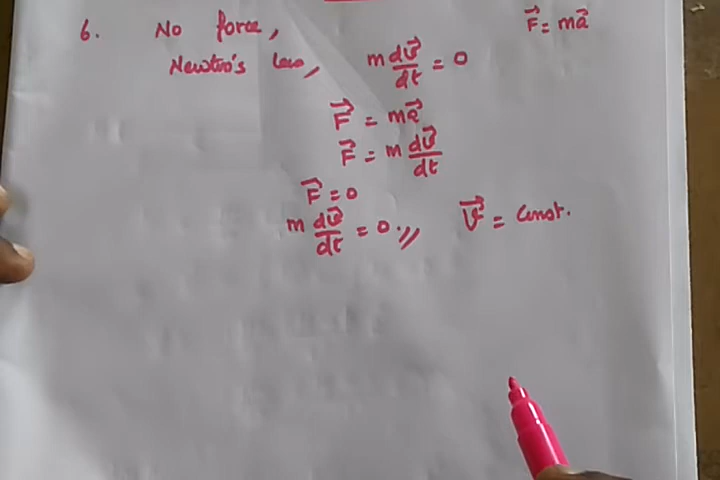 6. No force, F⃗ = ma⃗
Newton's law, m dv⃗/dt = 0
F⃗ = ma⃗
F⃗ = m dv⃗/dt
F⃗ = 0
m dv⃗/dt = 0 .// V⃗ = Const.